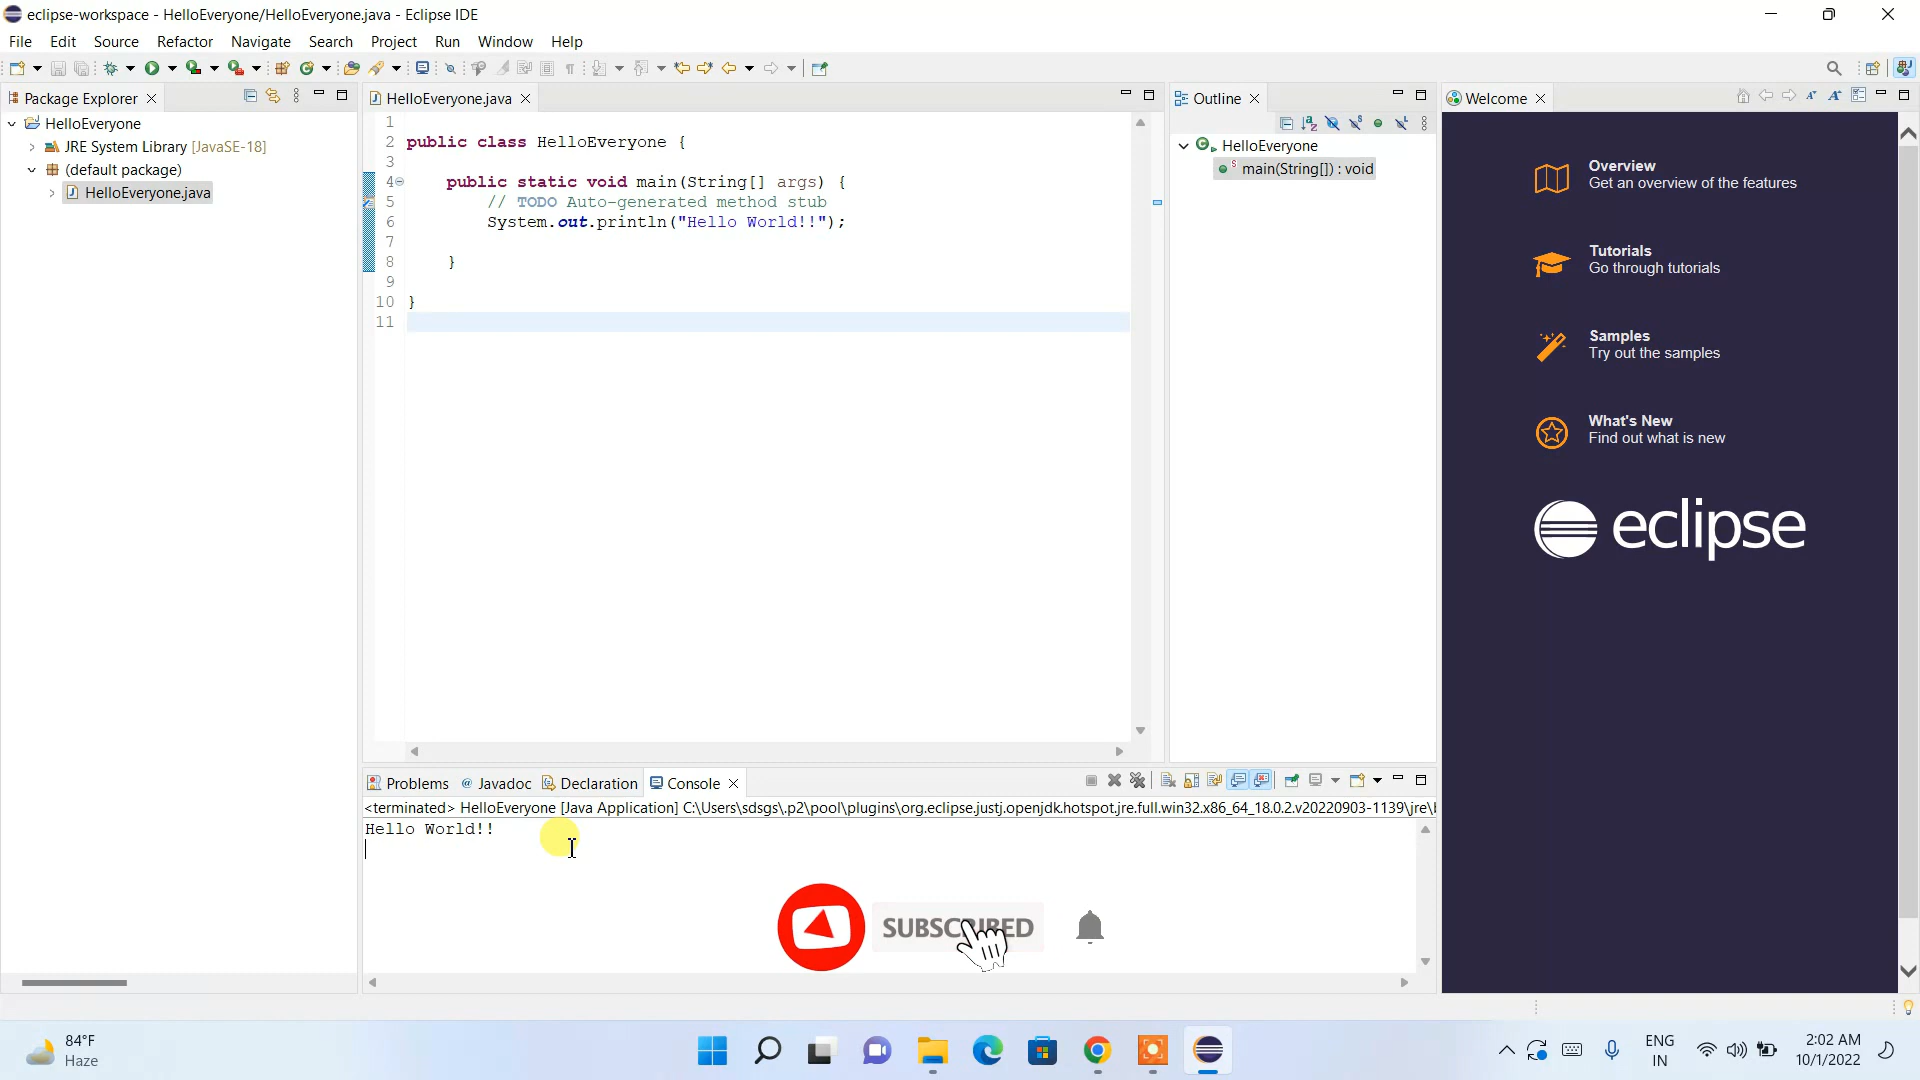 eclipse-workspace - HelloEveryone/HelloEveryone.java - Eclipse IDE
File Edit Source Refactor Navigate Search Project Run Window Help
Package Explorer
HelloEveryone
JRE System Library [JavaSE-18]
(default package)
HelloEveryone.java
HelloEveryone.java
1
2 public class HelloEveryone {
3
4 public static void main(String[] args) {
5 // TODO Auto-generated method stub
6 System.out.println("Hello World!!");
7
8 }
9
10 }
11
Outline
HelloEveryone
main(String[]) : void
Welcome
Overview
Get an overview of the features
Tutorials
Go through tutorials
Samples
Try out the samples
What's New
Find out what is new
eclipse
Problems Javadoc Declaration Console
<terminated> HelloEveryone [Java Application] C:\Users\sdsgs\.p2\pool\plugins\org.eclipse.justj.openjdk.hotspot.jre.full.win32.x86_64_18.0.2.v20220903-1139\jre\b
Hello World!!
SUBSCRIBED
84°F
Haze
ENG
IN
2:02 AM
10/1/2022